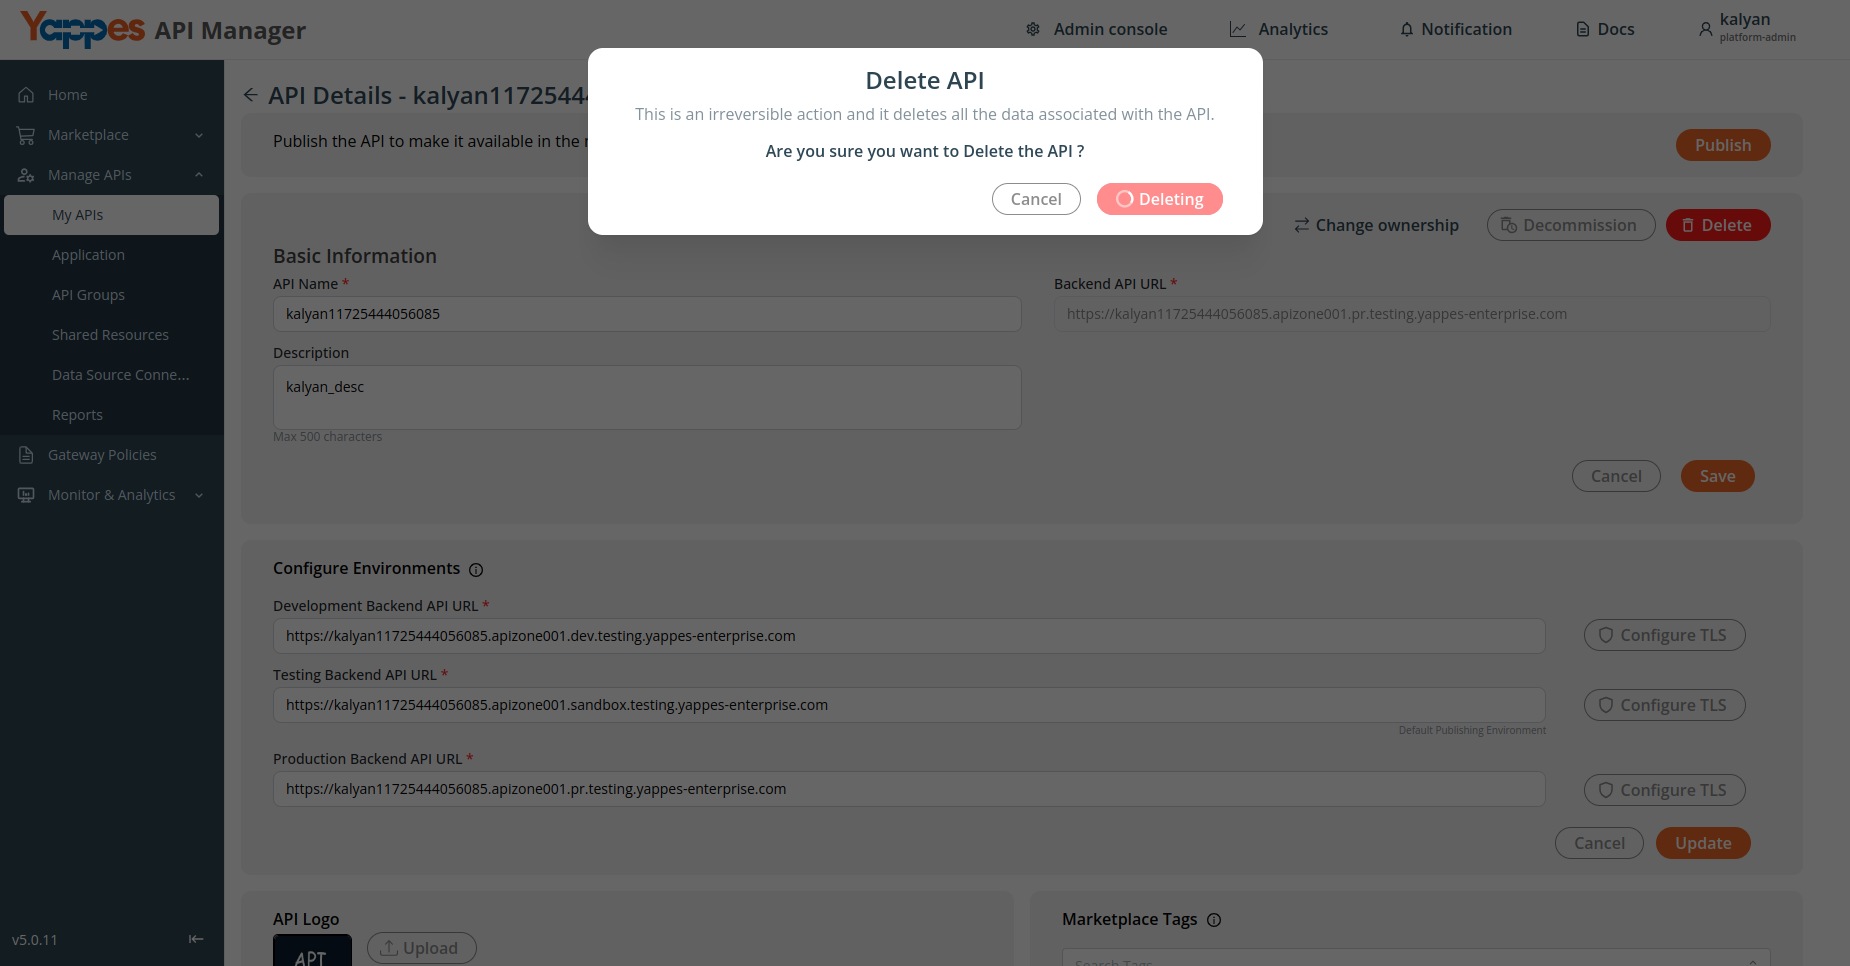 Yappes API Manager
Admin console
Analytics
Notification
Docs
kalyan
platform-admin
Home
Marketplace
Manage APIs
My APIs
Application
API Groups
Shared Resources
Data Source Conne...
Reports
Gateway Policies
Monitor & Analytics
v5.0.11
API Details - kalyan11725444
Publish the API to make it available in the
Publish
Delete API
This is an irreversible action and it deletes all the data associated with the API.
Are you sure you want to Delete the API ?
Cancel
Deleting
Change ownership
Decommission
Delete
Basic Information
API Name *
kalyan11725444056085
Backend API URL *
https://kalyan11725444056085.apizone001.pr.testing.yappes-enterprise.com
Description
kalyan_desc
Max 500 characters
Cancel
Save
Configure Environments
Development Backend API URL *
https://kalyan11725444056085.apizone001.dev.testing.yappes-enterprise.com
Configure TLS
Testing Backend API URL *
https://kalyan11725444056085.apizone001.sandbox.testing.yappes-enterprise.com
Configure TLS
Default Publishing Environment
Production Backend API URL *
https://kalyan11725444056085.apizone001.pr.testing.yappes-enterprise.com
Configure TLS
Cancel
Update
API Logo
API
Upload
Marketplace Tags
Search Tags